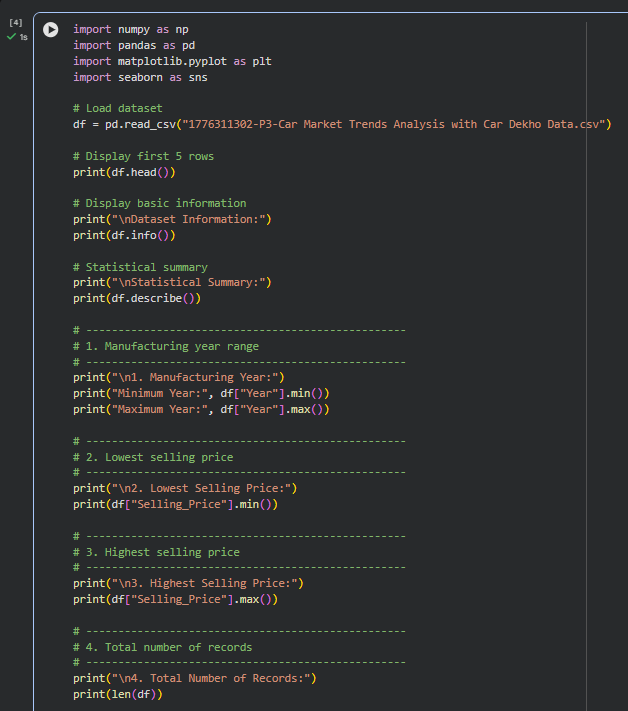 [4]
1s
import numpy as np
import pandas as pd
import matplotlib.pyplot as plt
import seaborn as sns
# Load dataset
df = pd.read_csv("1776311302-P3-Car Market Trends Analysis with Car Dekho Data.csv")
# Display first 5 rows
print(df.head())
# Display basic information
print("\nDataset Information:")
print(df.info())
# Statistical summary
print("\nStatistical Summary:")
print(df.describe())
# ------------------------------------------------
# 1. Manufacturing year range
# ------------------------------------------------
print("\n1. Manufacturing Year:")
print("Minimum Year:", df["Year"].min())
print("Maximum Year:", df["Year"].max())
# ------------------------------------------------
# 2. Lowest selling price
# ------------------------------------------------
print("\n2. Lowest Selling Price:")
print(df["Selling_Price"].min())
# ------------------------------------------------
# 3. Highest selling price
# ------------------------------------------------
print("\n3. Highest Selling Price:")
print(df["Selling_Price"].max())
# ------------------------------------------------
# 4. Total number of records
# ------------------------------------------------
print("\n4. Total Number of Records:")
print(len(df))